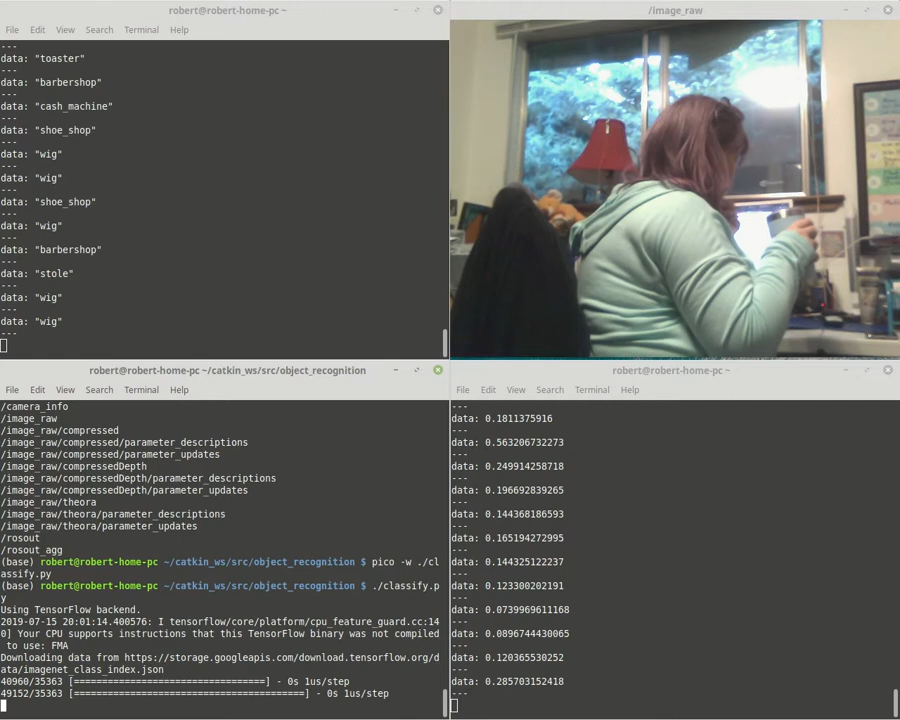 robert@robert-home-pc ~
File Edit View Search Terminal Help
---
data: "toaster"
---
data: "barbershop"
---
data: "cash_machine"
---
data: "shoe_shop"
---
data: "wig"
---
data: "wig"
---
data: "shoe_shop"
---
data: "wig"
---
data: "barbershop"
---
data: "stole"
---
data: "wig"
---
data: "wig"
---
/image_raw
robert@robert-home-pc ~/catkin_ws/src/object_recognition
File Edit View Search Terminal Help
/camera_info
/image_raw
/image_raw/compressed
/image_raw/compressed/parameter_descriptions
/image_raw/compressed/parameter_updates
/image_raw/compressedDepth
/image_raw/compressedDepth/parameter_descriptions
/image_raw/compressedDepth/parameter_updates
/image_raw/theora
/image_raw/theora/parameter_descriptions
/image_raw/theora/parameter_updates
/rosout
/rosout_agg
(base) robert@robert-home-pc ~/catkin_ws/src/object_recognition $ pico -w ./cl
assify.py
(base) robert@robert-home-pc ~/catkin_ws/src/object_recognition $ ./classify.p
y
Using TensorFlow backend.
2019-07-15 20:01:14.400576: I tensorflow/core/platform/cpu_feature_guard.cc:14
0] Your CPU supports instructions that this TensorFlow binary was not compiled
 to use: FMA
Downloading data from https://storage.googleapis.com/download.tensorflow.org/d
ata/imagenet_class_index.json
40960/35363 [==================================] - 0s 1us/step
49152/35363 [=========================================] - 0s 1us/step
robert@robert-home-pc ~
File Edit View Search Terminal Help
---
data: 0.1811375916
---
data: 0.563206732273
---
data: 0.249914258718
---
data: 0.196692839265
---
data: 0.144368186593
---
data: 0.165194272995
---
data: 0.144325122237
---
data: 0.123300202191
---
data: 0.0739969611168
---
data: 0.0896744430065
---
data: 0.120365530252
---
data: 0.285703152418
---